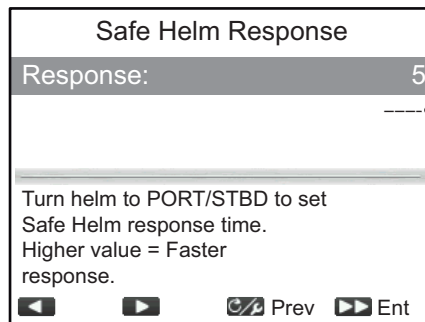 Safe Helm Response
Response: 5
Turn helm to PORT/STBD to set
Safe Helm response time.
Higher value = Faster
response.
Prev Ent